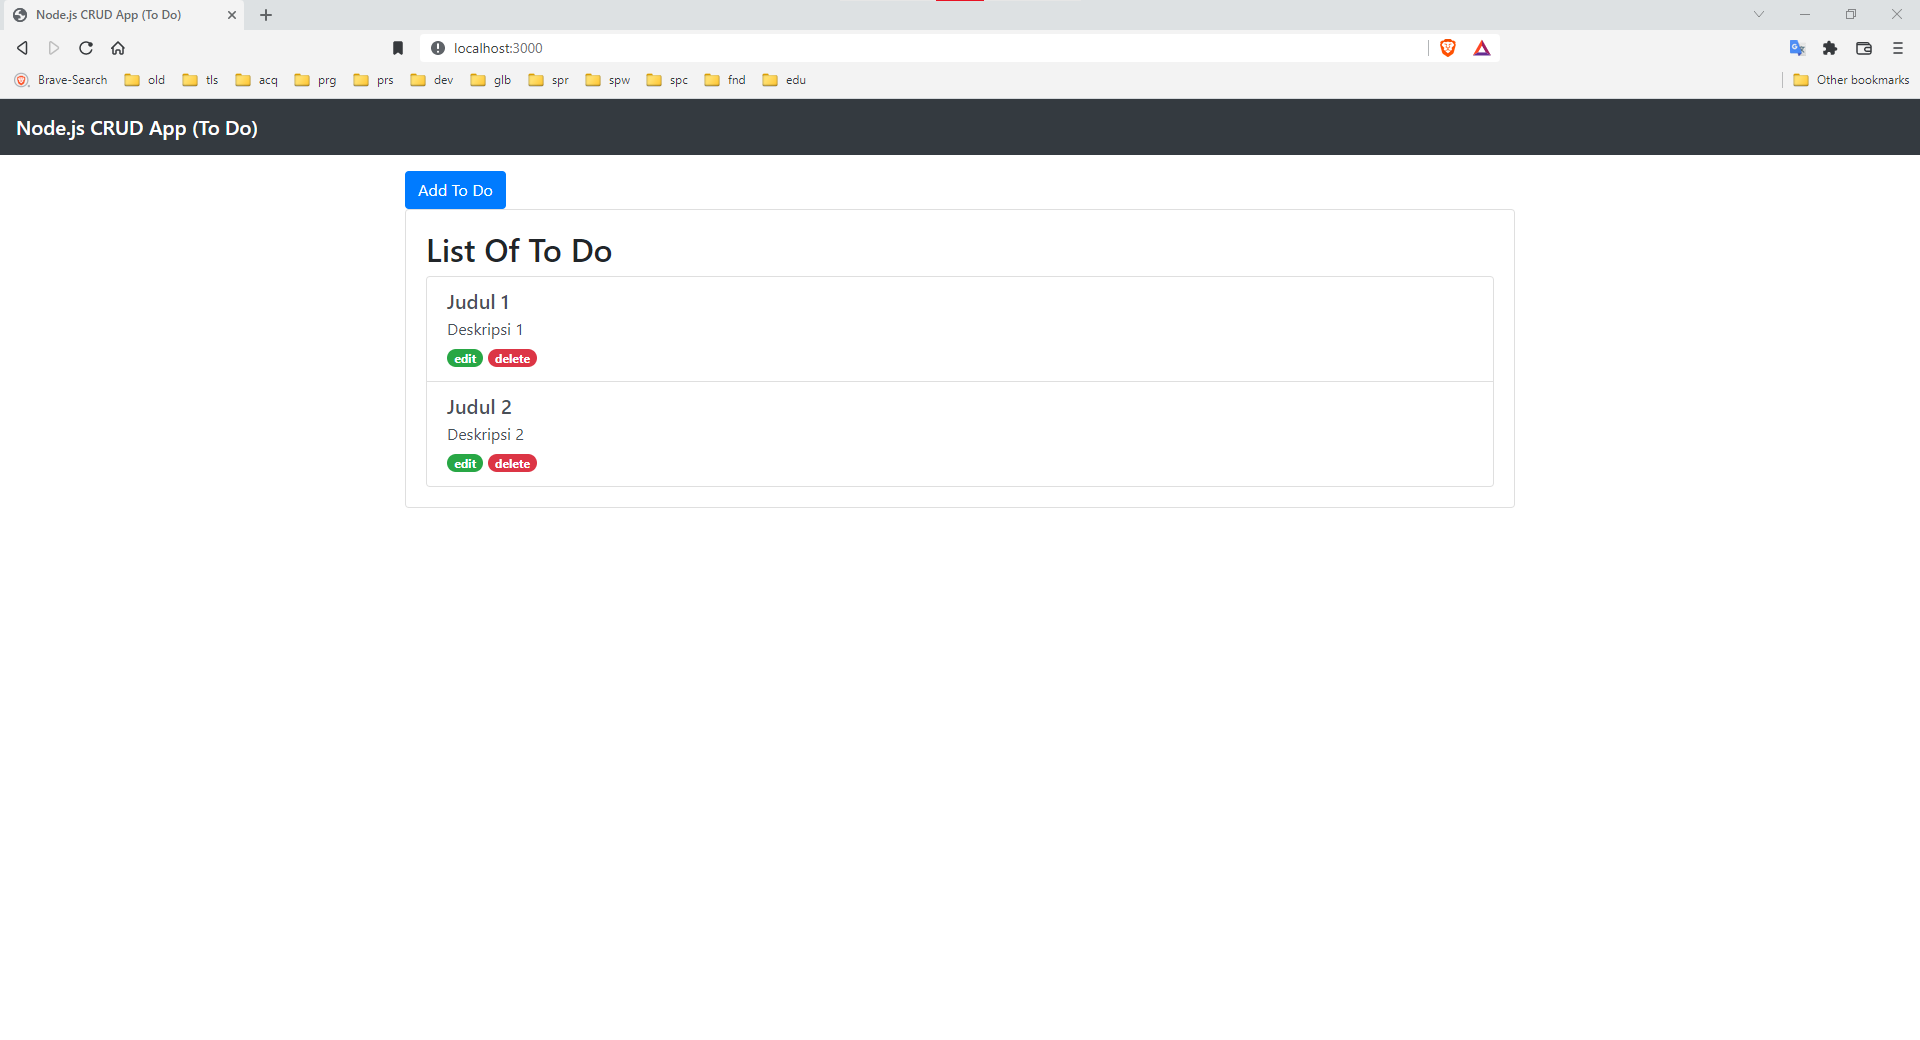 Node.js CRUD App (To Do)
localhost:3000
Brave-Search old tls acq prg prs dev glb spr spw spc fnd edu Other bookmarks
Node.js CRUD App (To Do)
Add To Do
List Of To Do
Judul 1
Deskripsi 1
edit delete
Judul 2
Deskripsi 2
edit delete